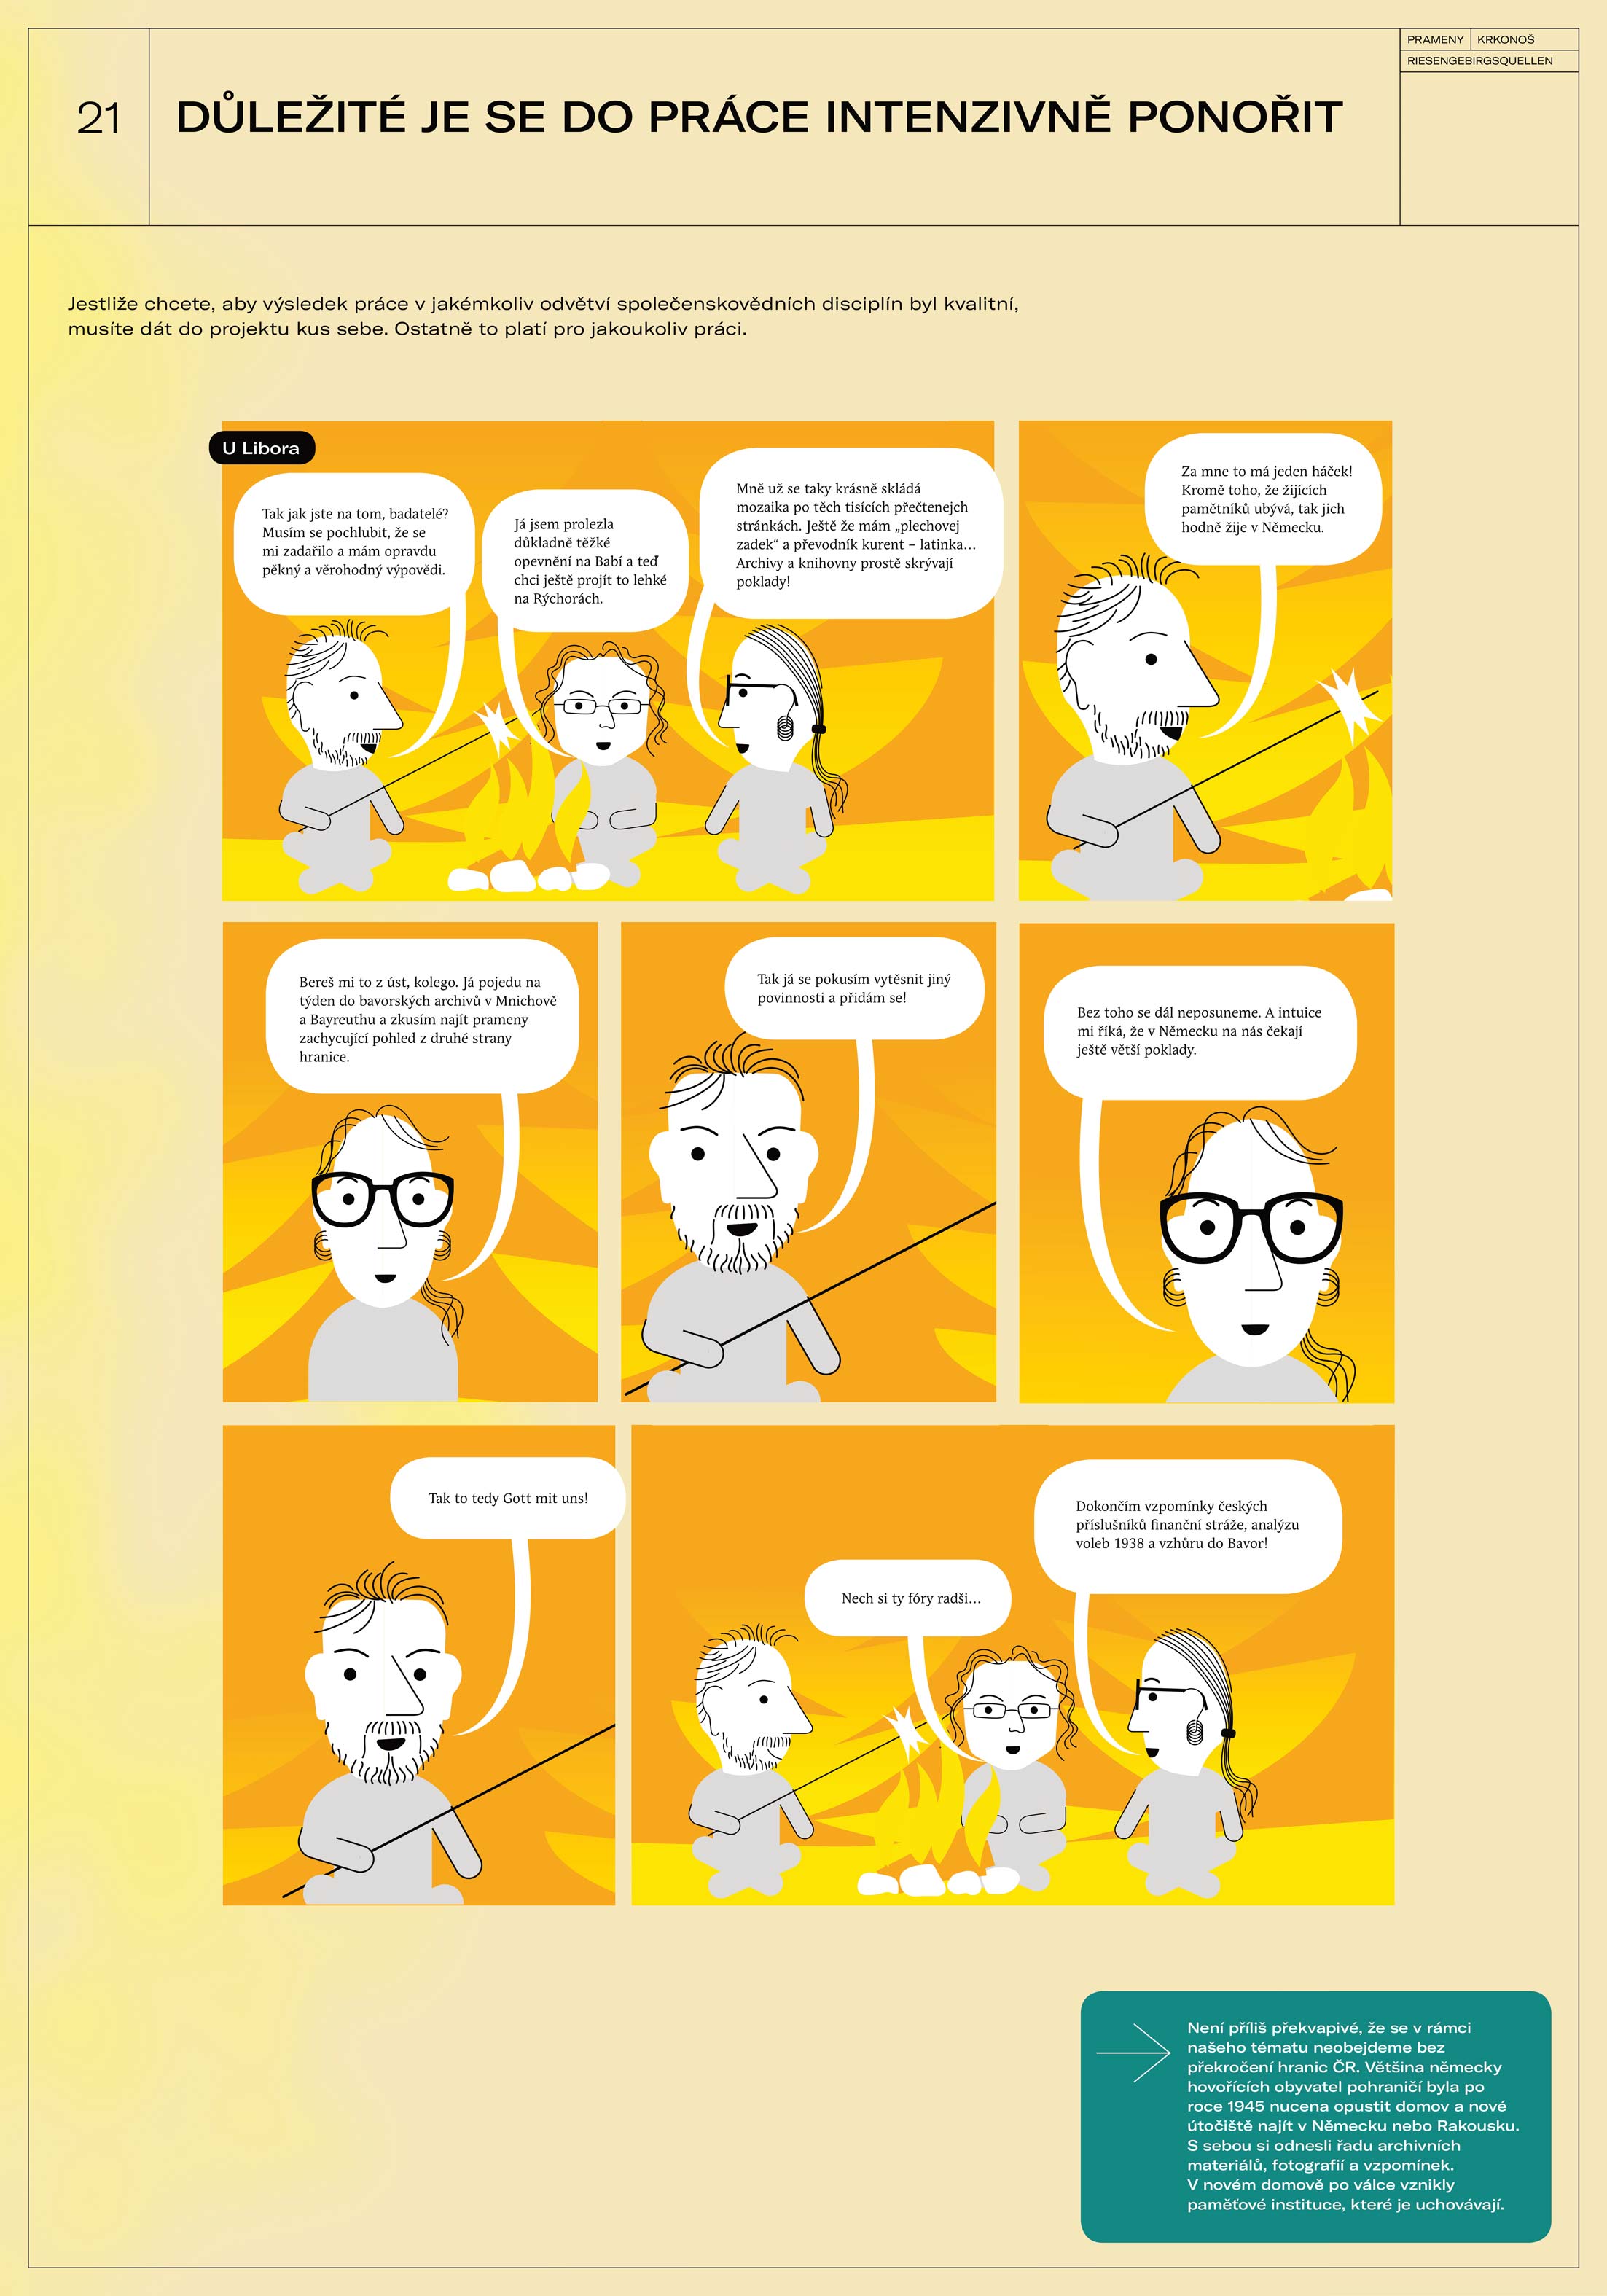 21
DŮLEŽITÉ JE SE DO PRÁCE INTENZIVNĚ PONOŘIT
PRAMENY KRKONOŠ
RIESENGEBIRGSQUELLEN
Jestliže chcete, aby výsledek práce v jakémkoliv odvětví společenskovědních disciplín byl kvalitní,
musíte dát do projektu kus sebe. Ostatně to platí pro jakoukoliv práci.
U Libora
Tak jak jste na tom, badatelé?
Musím se pochlubit, že se
mi zadařilo a mám opravdu
pěkný a věrohodný výpovědi.
Já jsem prolezla
důkladně těžké
opevnění na Babí a teď
chci ještě projít to lehké
na Rýchorách.
Mně už se taky krásně skládá
mozaika po těch tisících přečtenejch
stránkách. Ještě že mám „plechovej
zadek“ a převodník kurent – latinka…
Archivy a knihovny prostě skrývají
poklady!
Za mne to má jeden háček!
Kromě toho, že žijících
pamětníků ubývá, tak jich
hodně žije v Německu.
Bereš mi to z úst, kolego. Já pojedu na
týden do bavorských archivů v Mnichově
a Bayreuthu a zkusím najít prameny
zachycující pohled z druhé strany
hranice.
Tak já se pokusím vytěsnit jiný
povinnosti a přidám se!
Bez toho se dál neposuneme. A intuice
mi říká, že v Německu na nás čekají
ještě větší poklady.
Tak to tedy Gott mit uns!
Nech si ty fóry radši…
Dokončím vzpomínky českých
příslušníků finanční stráže, analýzu
voleb 1938 a vzhůru do Bavor!
Není příliš překvapivé, že se v rámci
našeho tématu neobejdeme bez
překročení hranic ČR. Většina německy
hovořících obyvatel pohraničí byla po
roce 1945 nucena opustit domov a nové
útočiště najít v Německu nebo Rakousku.
S sebou si odnesli řadu archivních
materiálů, fotografií a vzpomínek.
V novém domově po válce vznikly
paměťové instituce, které je uchovávají.